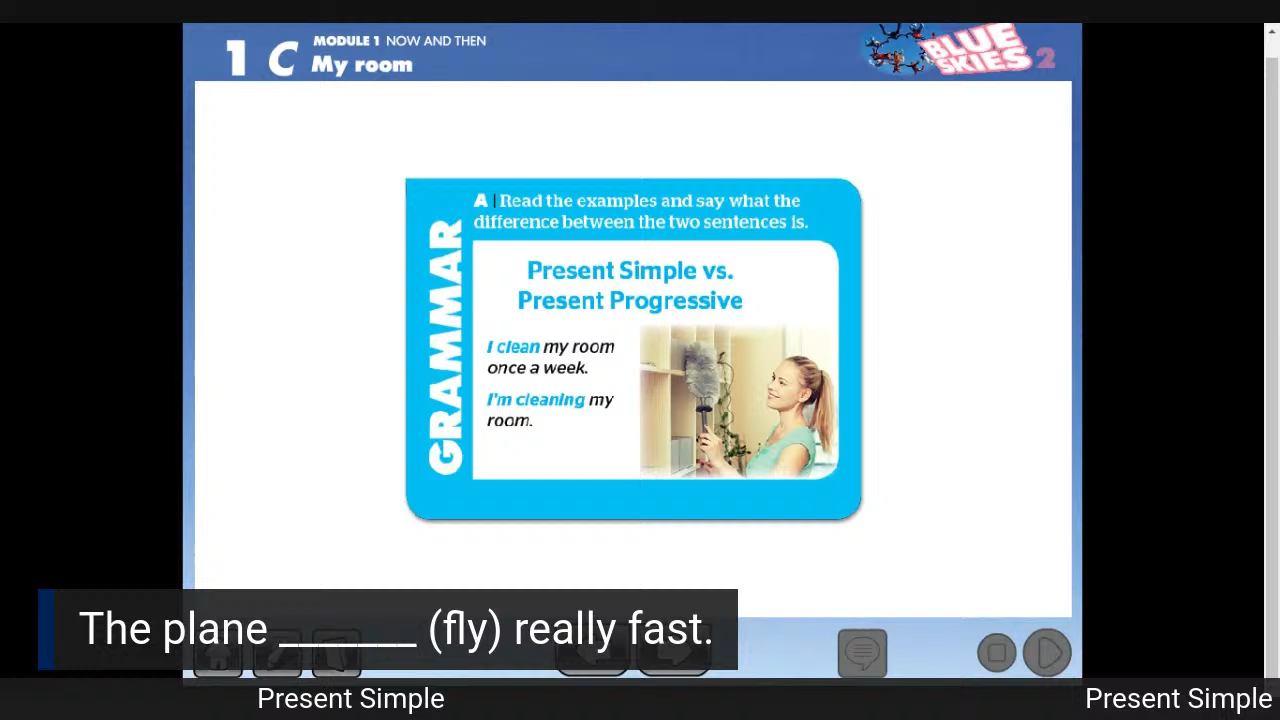 1 C MODULE 1 NOW AND THEN
My room
BLUE
SKIES 2
GRAMMAR
A | Read the examples and say what the
difference between the two sentences is.
Present Simple vs.
Present Progressive
I clean my room
once a week.
I'm cleaning my
room.
The plane _______ (fly) really fast.
Present Simple
Present Simple